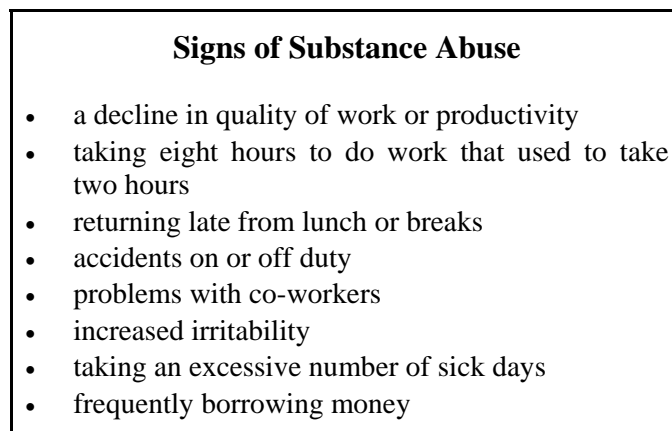 Signs of Substance Abuse
• a decline in quality of work or productivity
• taking eight hours to do work that used to take
two hours
• returning late from lunch or breaks
• accidents on or off duty
• problems with co-workers
• increased irritability
• taking an excessive number of sick days
• frequently borrowing money